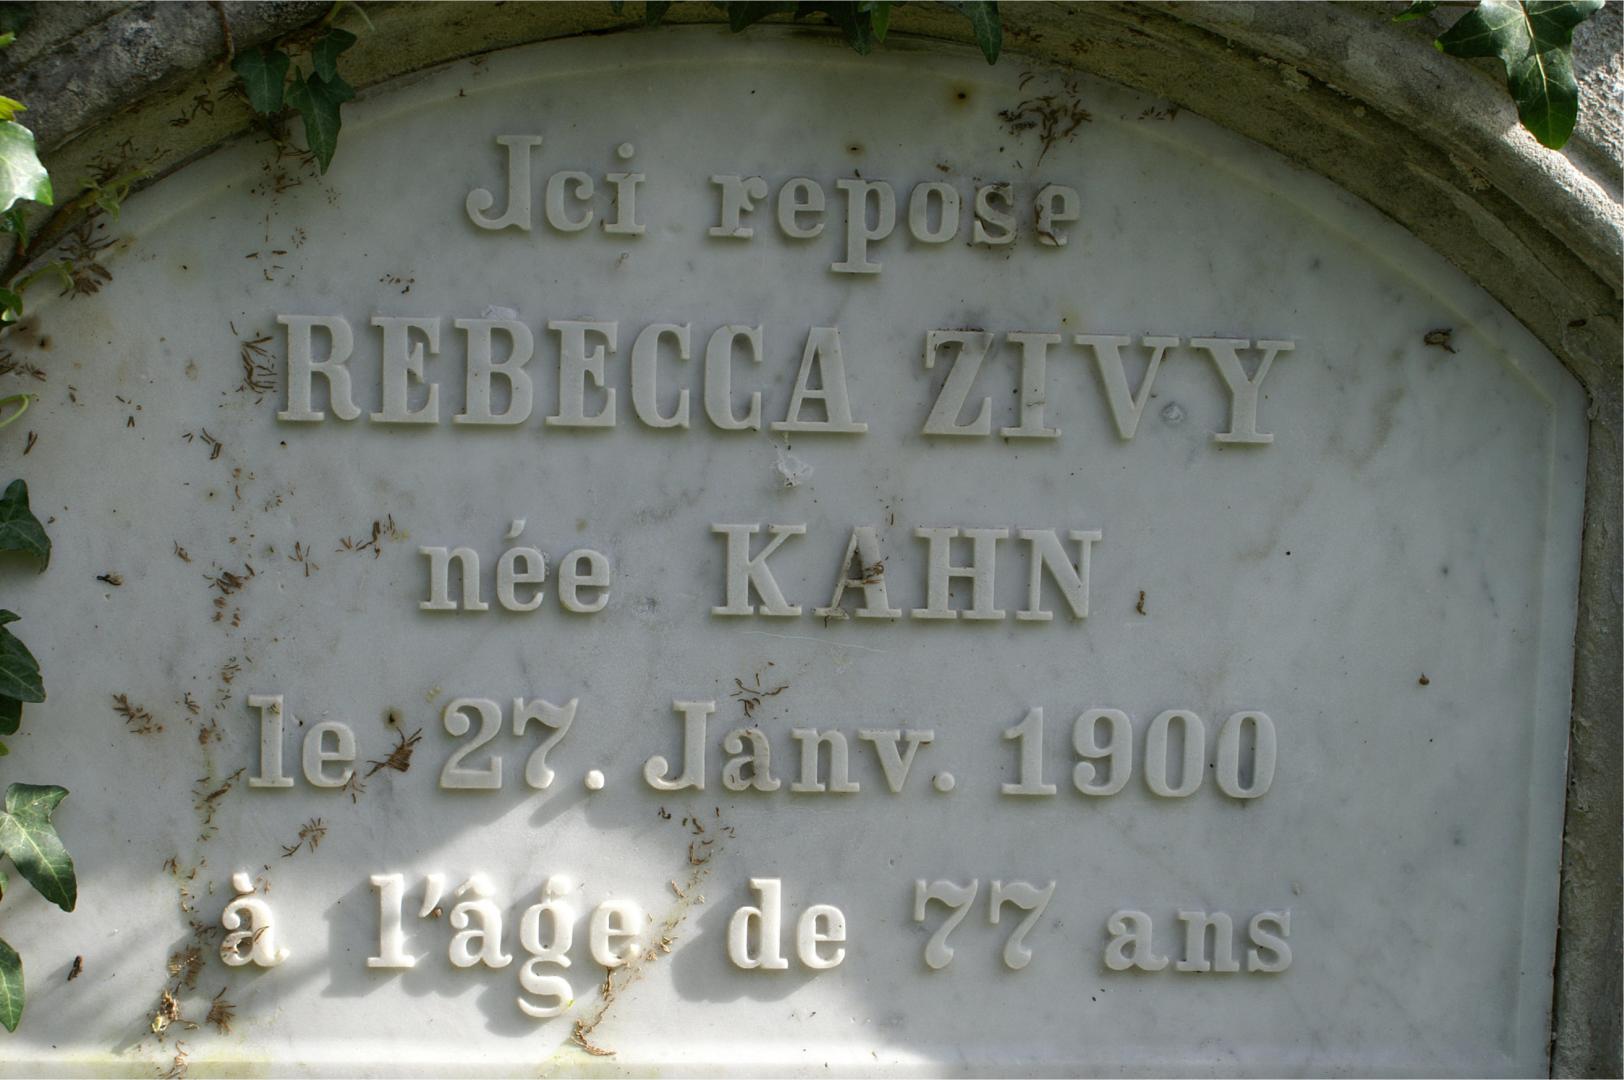 Jci repose
REBECCA ZIVY
née KAHN
le 27. Janv. 1900
à l'âge de 77 ans